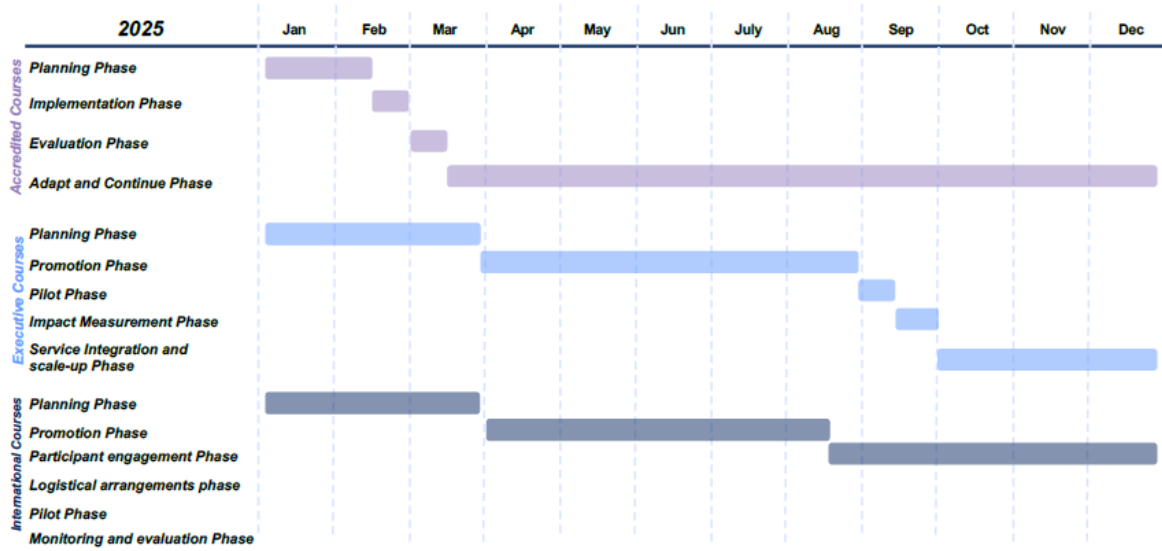 2025 Jan Feb Mar Apr May Jun July Aug Sep Oct Nov Dec
Accredited Courses
Planning Phase
Implementation Phase
Evaluation Phase
Adapt and Continue Phase
Executive Courses
Planning Phase
Promotion Phase
Pilot Phase
Impact Measurement Phase
Service Integration and
scale-up Phase
International Courses
Planning Phase
Promotion Phase
Participant engagement Phase
Logistical arrangements phase
Pilot Phase
Monitoring and evaluation Phase